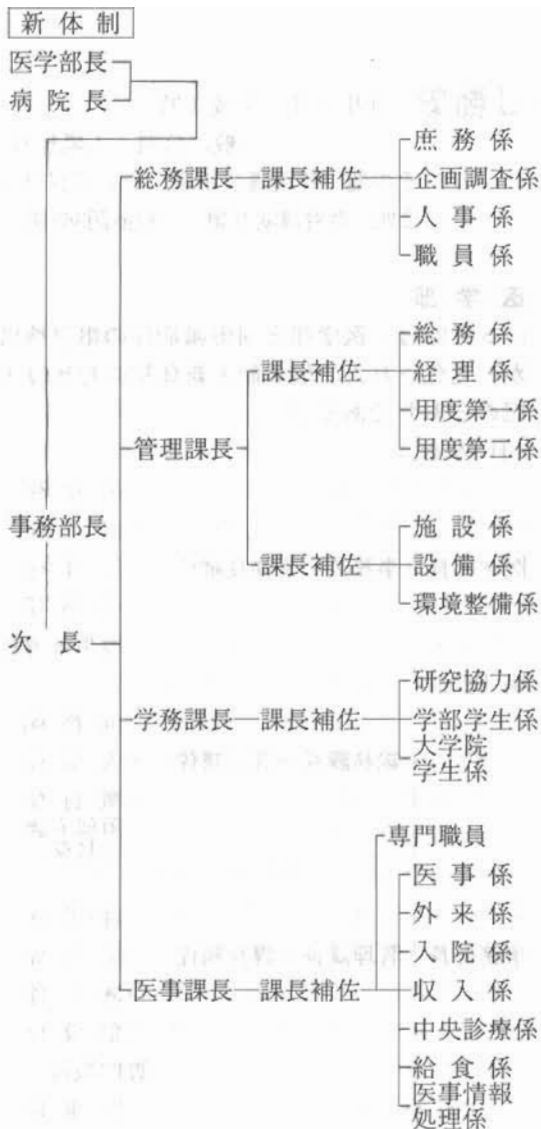 新体制
医学部長
病院長
庶務係
総務課長 課長補佐 企画調査係
人事係
職員係
総務係
課長補佐 経理係
用度第一係
管理課長 用度第二係
事務部長 施設係
課長補佐 設備係
環境整備係
次長
研究協力係
学務課長 課長補佐 学部学生係
大学院
学生係
専門職員
医事係
外来係
入院係
医事課長 課長補佐 収入係
中央診療係
給食係
医事情報
処理係